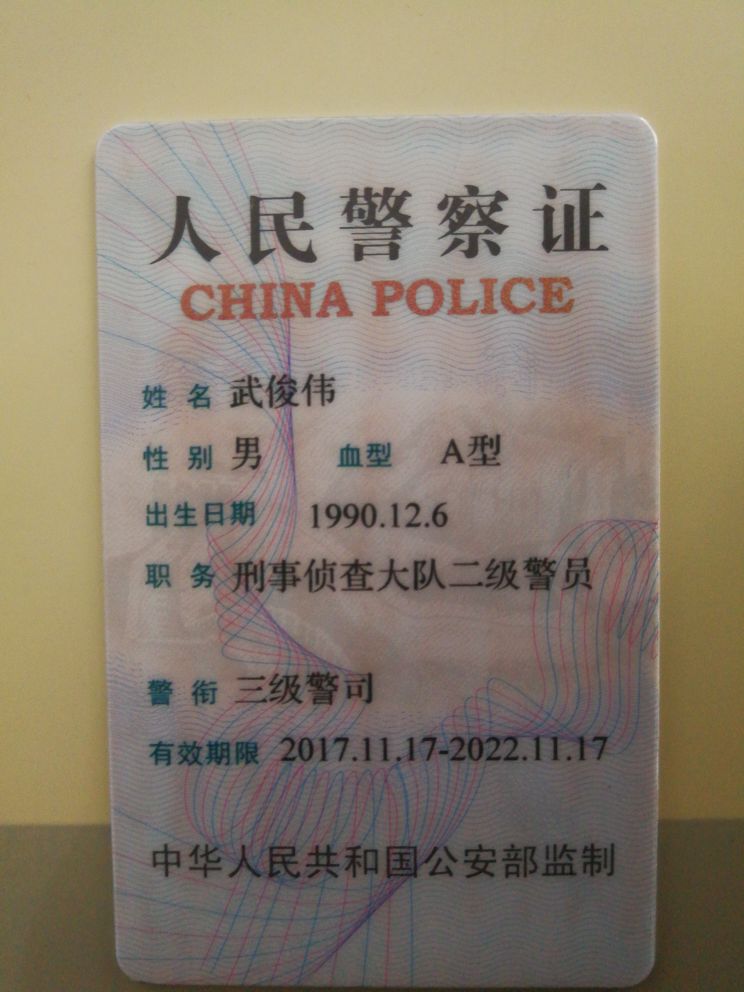 人民警察证
CHINA POLICE
姓名 武俊伟
性别 男 血型 A型
出生日期 1990.12.6
职务 刑事侦查大队二级警员
警衔 三级警司
有效期限 2017.11.17-2022.11.17
中华人民共和国公安部监制